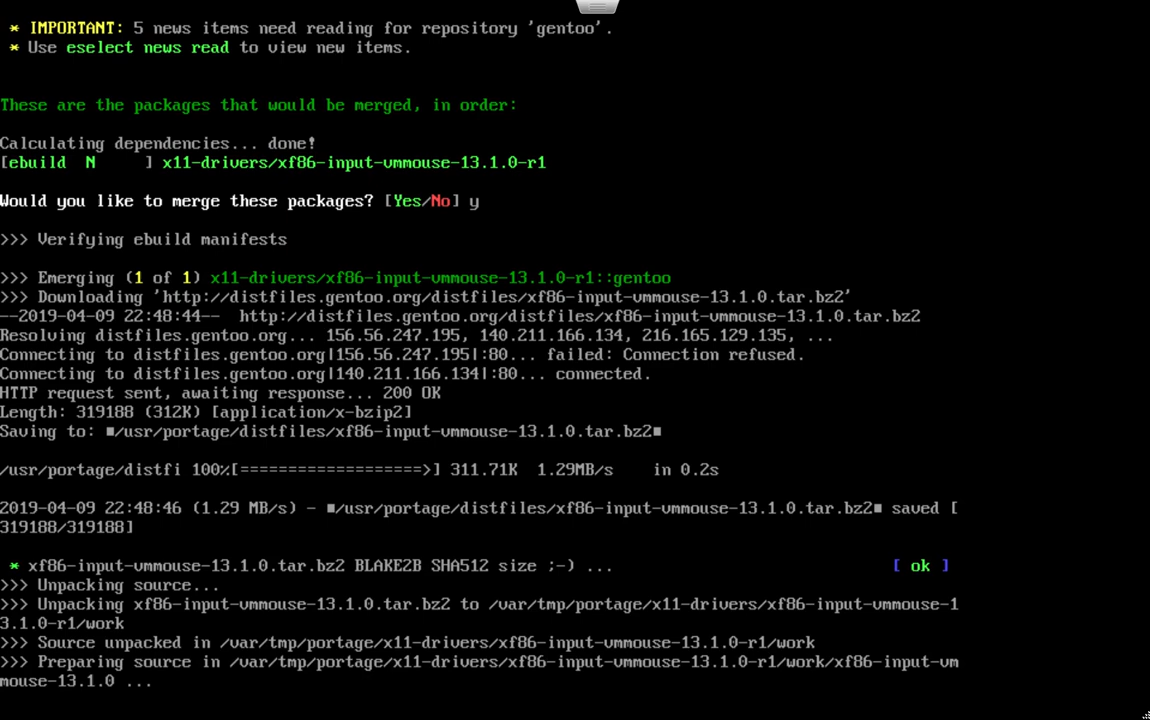 * IMPORTANT: 5 news items need reading for repository 'gentoo'.
* Use eselect news read to view new items.
These are the packages that would be merged, in order:
Calculating dependencies... done!
[ebuild  N     ] x11-drivers/xf86-input-vmmouse-13.1.0-r1
Would you like to merge these packages? [Yes/No] y
>>> Verifying ebuild manifests
>>> Emerging (1 of 1) x11-drivers/xf86-input-vmmouse-13.1.0-r1::gentoo
>>> Downloading 'http://distfiles.gentoo.org/distfiles/xf86-input-vmmouse-13.1.0.tar.bz2'
--2019-04-09 22:48:44--  http://distfiles.gentoo.org/distfiles/xf86-input-vmmouse-13.1.0.tar.bz2
Resolving distfiles.gentoo.org... 156.56.247.195, 140.211.166.134, 216.165.129.135, ...
Connecting to distfiles.gentoo.org|156.56.247.195|:80... failed: Connection refused.
Connecting to distfiles.gentoo.org|140.211.166.134|:80... connected.
HTTP request sent, awaiting response... 200 OK
Length: 319188 (312K) [application/x-bzip2]
Saving to: ■/usr/portage/distfiles/xf86-input-vmmouse-13.1.0.tar.bz2■
/usr/portage/distfi 100%[===================>] 311.71K  1.29MB/s    in 0.2s
2019-04-09 22:48:46 (1.29 MB/s) - ■/usr/portage/distfiles/xf86-input-vmmouse-13.1.0.tar.bz2■ saved [
319188/319188]
* xf86-input-vmmouse-13.1.0.tar.bz2 BLAKE2B SHA512 size ;-) ... [ ok ]
>>> Unpacking source...
>>> Unpacking xf86-input-vmmouse-13.1.0.tar.bz2 to /var/tmp/portage/x11-drivers/xf86-input-vmmouse-1
3.1.0-r1/work
>>> Source unpacked in /var/tmp/portage/x11-drivers/xf86-input-vmmouse-13.1.0-r1/work
>>> Preparing source in /var/tmp/portage/x11-drivers/xf86-input-vmmouse-13.1.0-r1/work/xf86-input-vm
mouse-13.1.0 ...